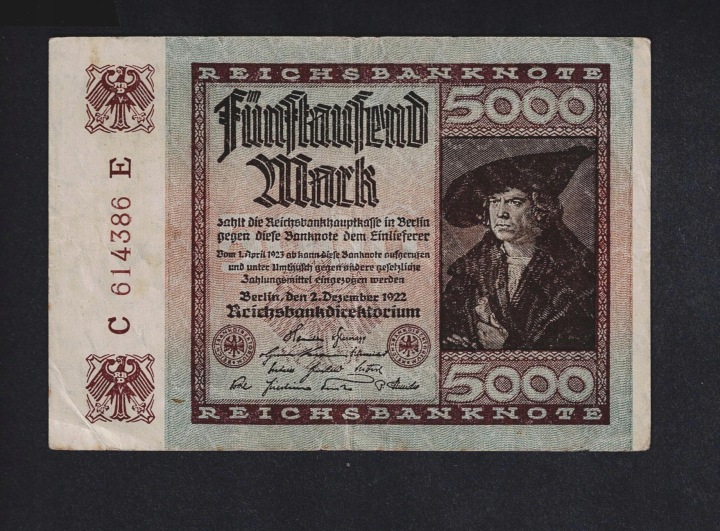 REICHSBANKNOTE
5000
Fünftausend
Mark
zahlt die Reichsbankhauptkasse in Berlin
gegen diese Banknote dem Einlieferer
Vom 1. April 1923 ab kann diese Banknote aufgerufen
und unter Umtausch gegen andere gesetzliche
Zahlungsmittel eingezogen werden
Berlin, den 2. Dezember 1922
Reichsbankdirektorium
5000
REICHSBANKNOTE
C 614386 E